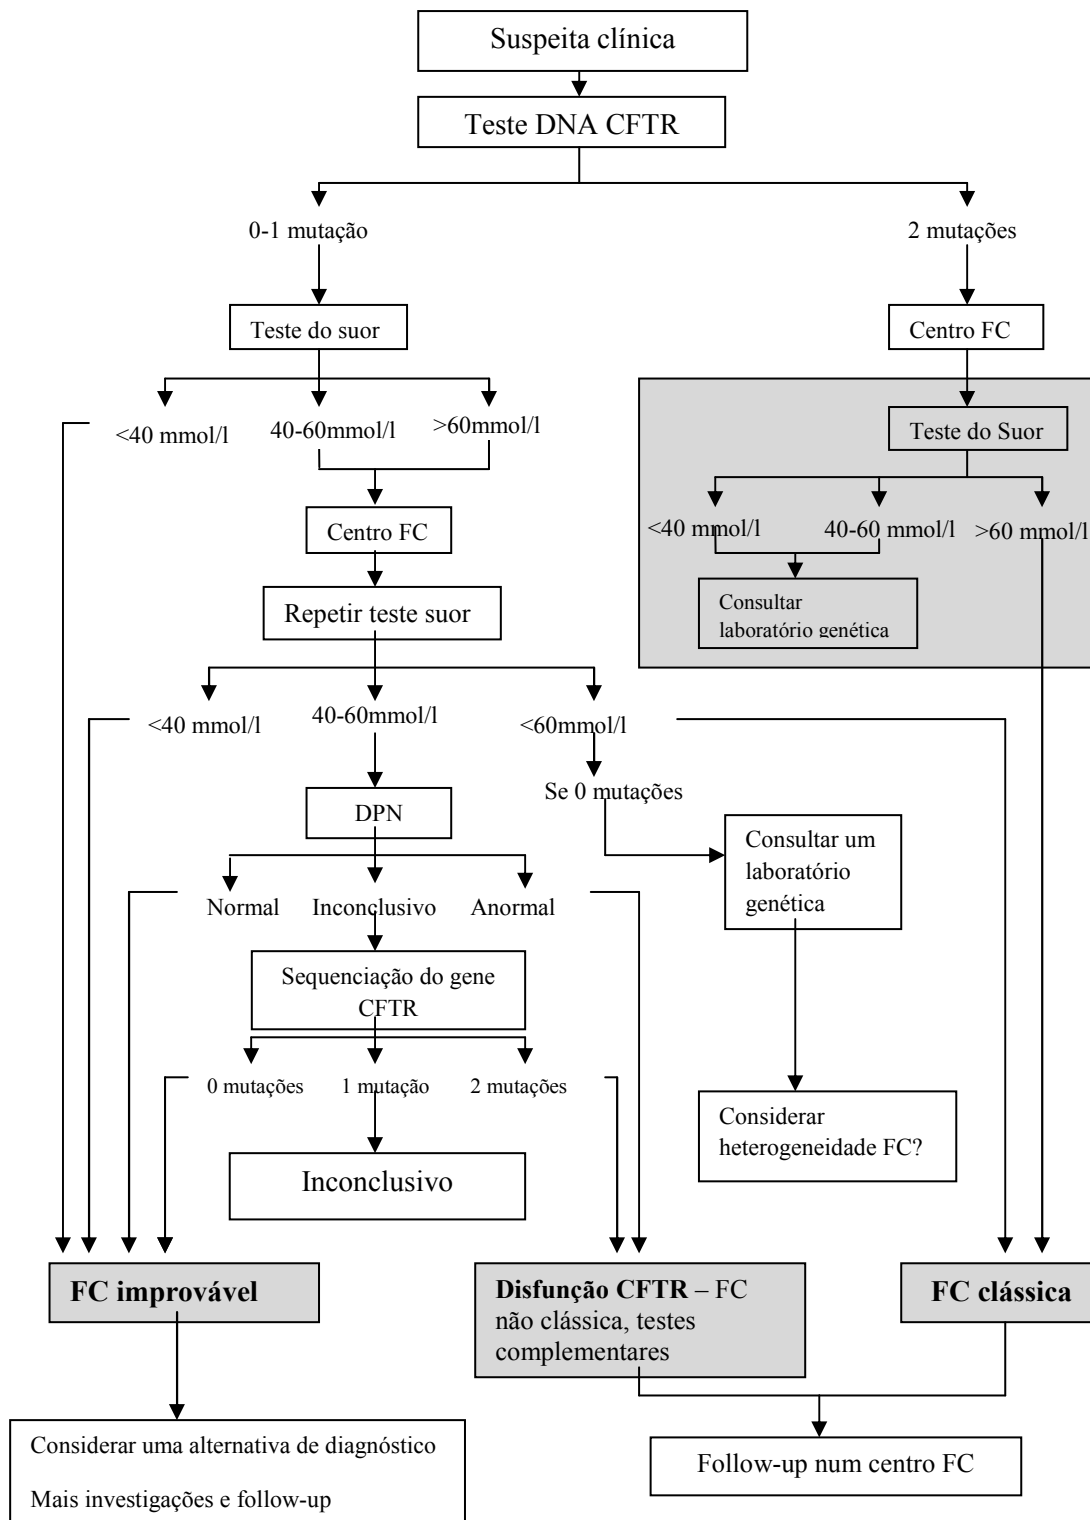 Suspeita clínica
Teste DNA CFTR
0-1 mutação
2 mutações
Teste do suor
Centro FC
<40 mmol/l
40-60mmol/l
>60mmol/l
Teste do Suor
<40 mmol/l
40-60 mmol/l
>60 mmol/l
Centro FC
Consultar
laboratório genética
Repetir teste suor
<40 mmol/l
40-60mmol/l
<60mmol/l
Se 0 mutações
DPN
Consultar um
laboratório
genética
Normal
Inconclusivo
Anormal
Sequenciação do gene
CFTR
0 mutações
1 mutação
2 mutações
Considerar
heterogeneidade FC?
Inconclusivo
FC improvável
Disfunção CFTR – FC
não clássica, testes
complementares
FC clássica
Considerar uma alternativa de diagnóstico
Mais investigações e follow-up
Follow-up num centro FC